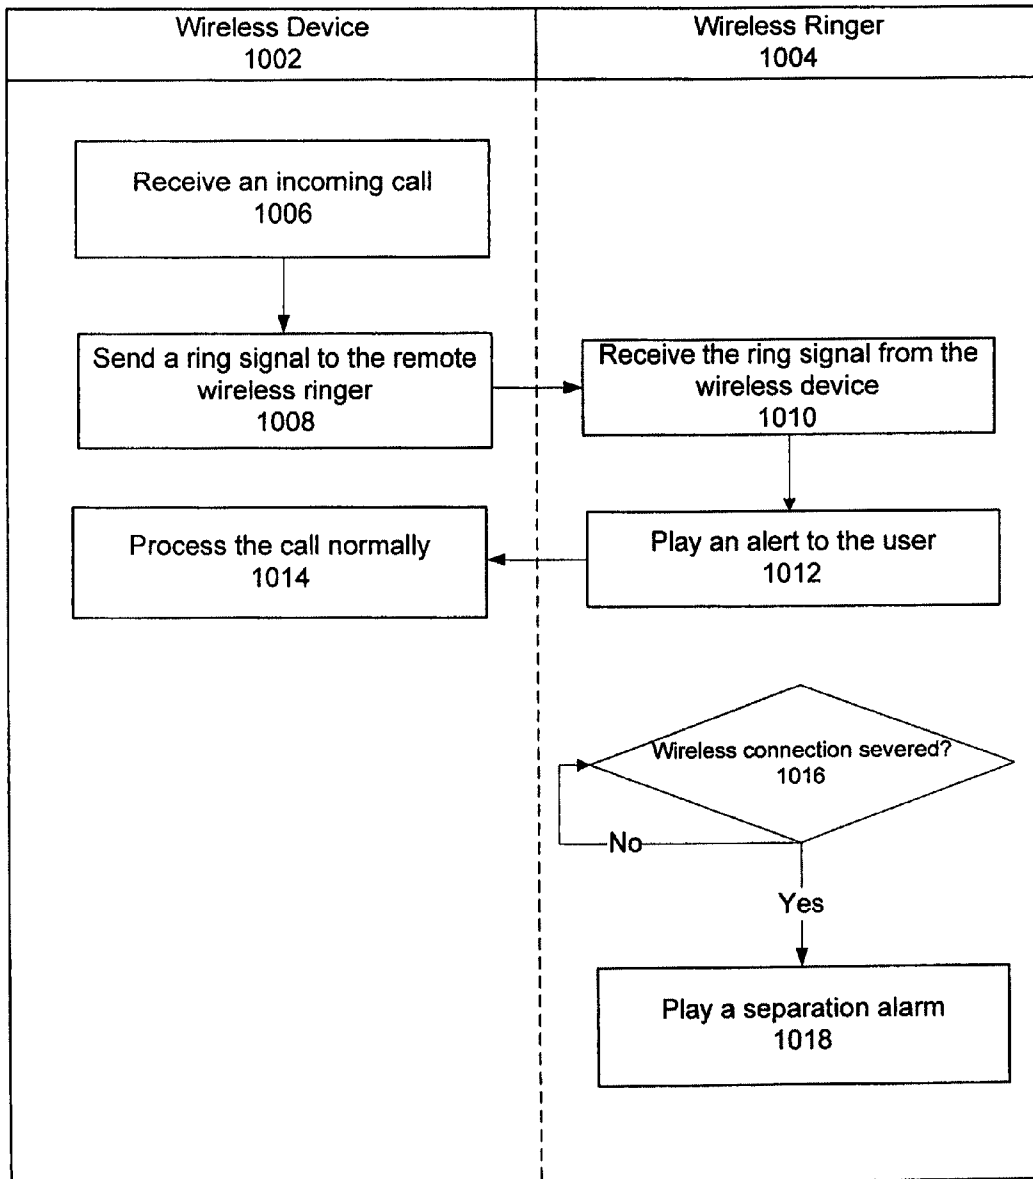 Wireless Device
1002
Wireless Ringer
1004
Receive an incoming call
1006
Send a ring signal to the remote
wireless ringer
1008
Receive the ring signal from the
wireless device
1010
Process the call normally
1014
Play an alert to the user
1012
Wireless connection severed?
1016
No
Yes
Play a separation alarm
1018